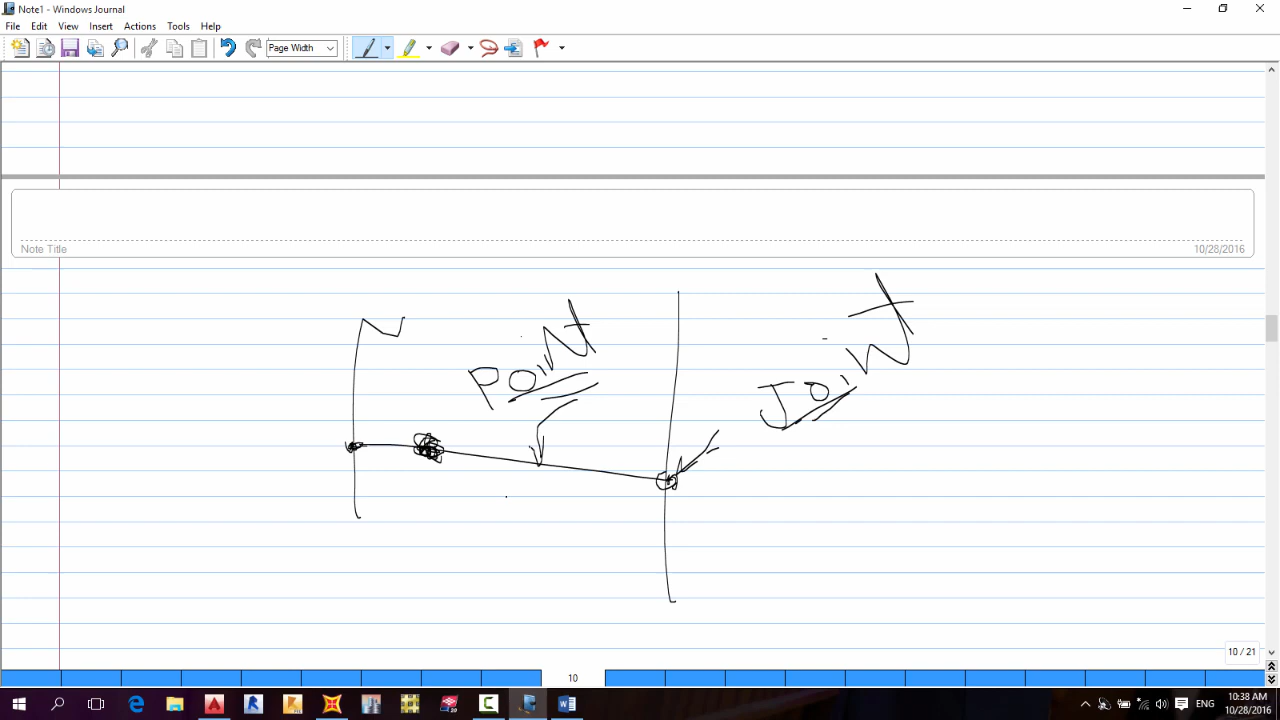 Note1 - Windows Journal
File Edit View Insert Actions Tools Help
Page Width
Note Title 10/28/2016
POiNt
JOiNt
10 / 21
10
ENG
10:38 AM
10/28/2016